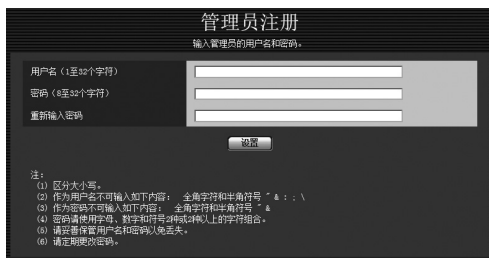 管理员注册
输入管理员的用户名和密码。
用户名（1至32个字符）
密码（8至32个字符）
重新输入密码
设置
注：
(1) 区分大小写。
(2) 作为用户名不可输入如下内容： 全角字符和半角符号 " & : ; \
(3) 作为密码不可输入如下内容： 全角字符和半角符号 " &
(4) 密码请使用字母、数字和符号2种或2种以上的字符组合。
(5) 请妥善保管用户名和密码以免丢失。
(6) 请定期更改密码。